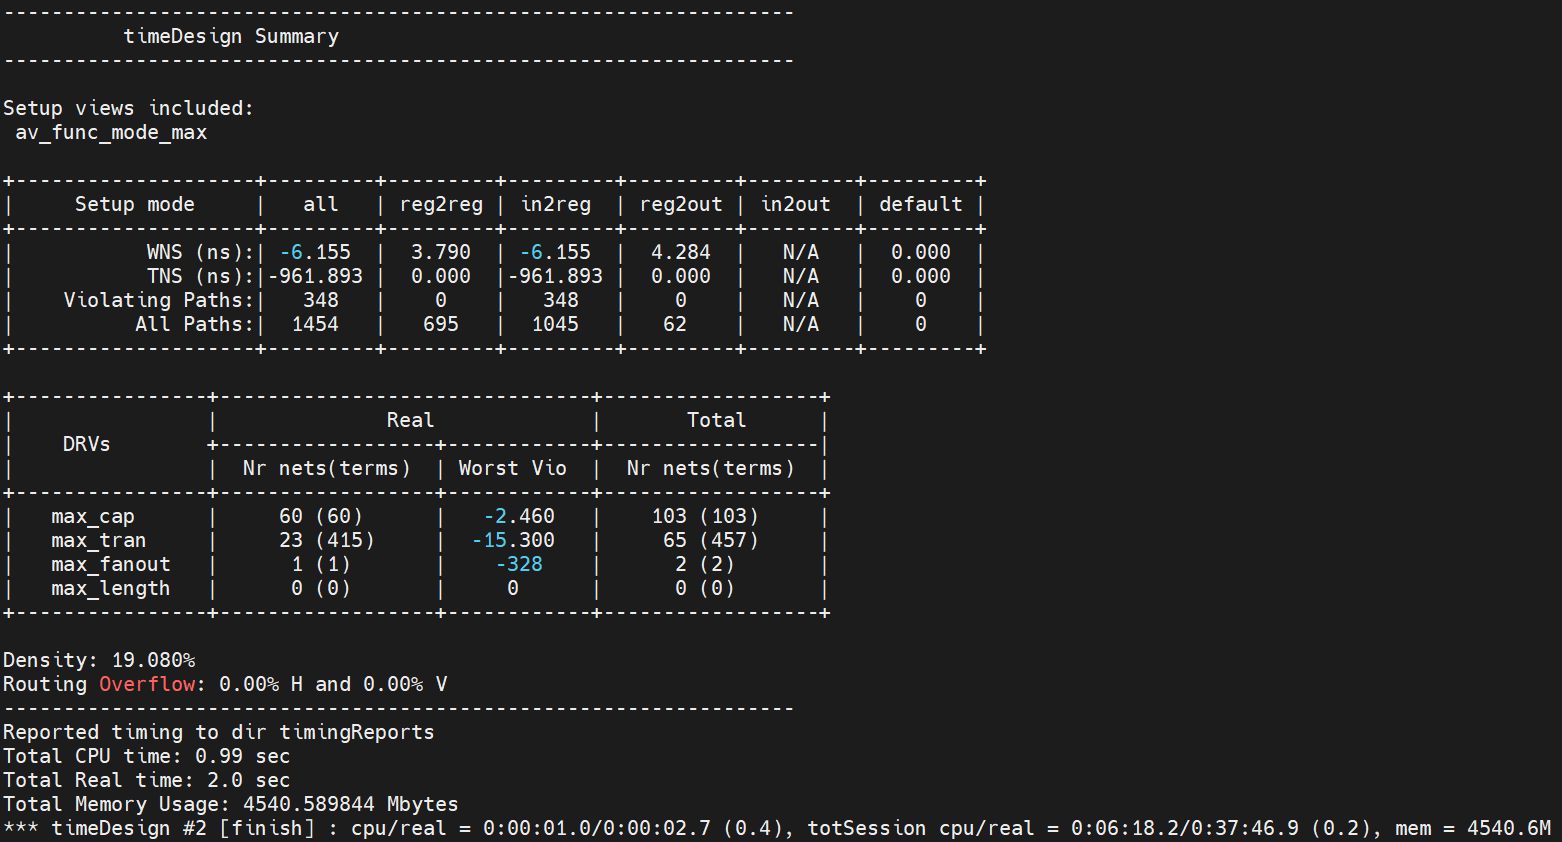 ------------------------------------------------------------------
          timeDesign Summary
------------------------------------------------------------------

Setup views included:
 av_func_mode_max

+--------------------+---------+---------+---------+---------+---------+---------+
|     Setup mode     |   all   | reg2reg | in2reg  | reg2out | in2out  | default |
+--------------------+---------+---------+---------+---------+---------+---------+
|           WNS (ns):| -6.155  |  3.790  | -6.155  |  4.284  |   N/A   |  0.000  |
|           TNS (ns):|-961.893 |  0.000  |-961.893 |  0.000  |   N/A   |  0.000  |
|    Violating Paths:|   348   |    0    |   348   |    0    |   N/A   |    0    |
|          All Paths:|  1454   |   695   |  1045   |   62    |   N/A   |    0    |
+--------------------+---------+---------+---------+---------+---------+---------+

+----------------+-------------------------------+------------------+
|                |              Real             |       Total      |
|    DRVs        +------------------+------------+------------------|
|                |  Nr nets(terms)  | Worst Vio  |  Nr nets(terms)  |
+----------------+------------------+------------+------------------+
|   max_cap      |     60 (60)      |   -2.460   |    103 (103)     |
|   max_tran     |     23 (415)     |  -15.300   |     65 (457)     |
|   max_fanout   |      1 (1)       |    -328    |      2 (2)       |
|   max_length   |      0 (0)       |     0      |      0 (0)       |
+----------------+------------------+------------+------------------+

Density: 19.080%
Routing Overflow: 0.00% H and 0.00% V
------------------------------------------------------------------
Reported timing to dir timingReports
Total CPU time: 0.99 sec
Total Real time: 2.0 sec
Total Memory Usage: 4540.589844 Mbytes
*** timeDesign #2 [finish] : cpu/real = 0:00:01.0/0:00:02.7 (0.4), totSession cpu/real = 0:06:18.2/0:37:46.9 (0.2), mem = 4540.6M